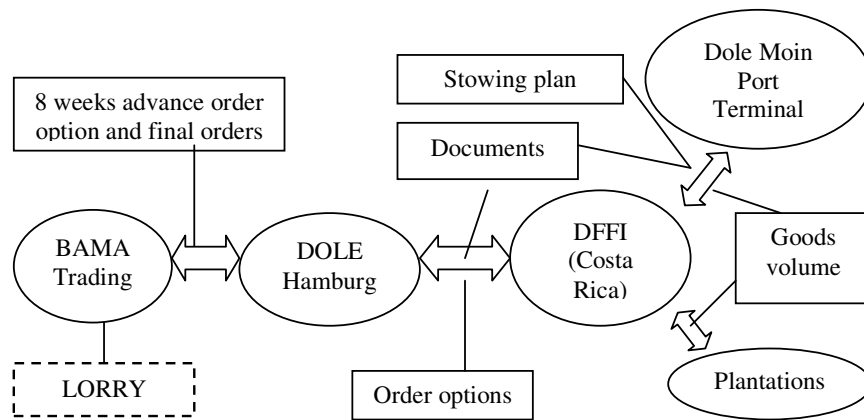 Dole Moin
Port
Terminal
Stowing plan
8 weeks advance order
option and final orders
Documents
BAMA
Trading
DOLE
Hamburg
DFFI
(Costa
Rica)
Goods
volume
LORRY
Order options
Plantations